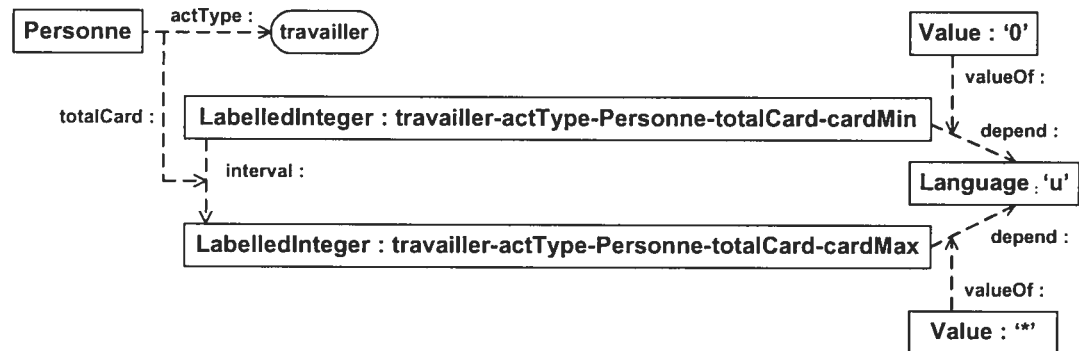 actType :
Personne
travailler
Value : ‘0’
valueOf :
totalCard :
LabelledInteger : travailler-actType-Personne-totalCard-cardMin
depend :
interval :
Language : ‘u’
LabelledInteger : travailler-actType-Personne-totalCard-cardMax
depend :
valueOf :
Value : ‘*’